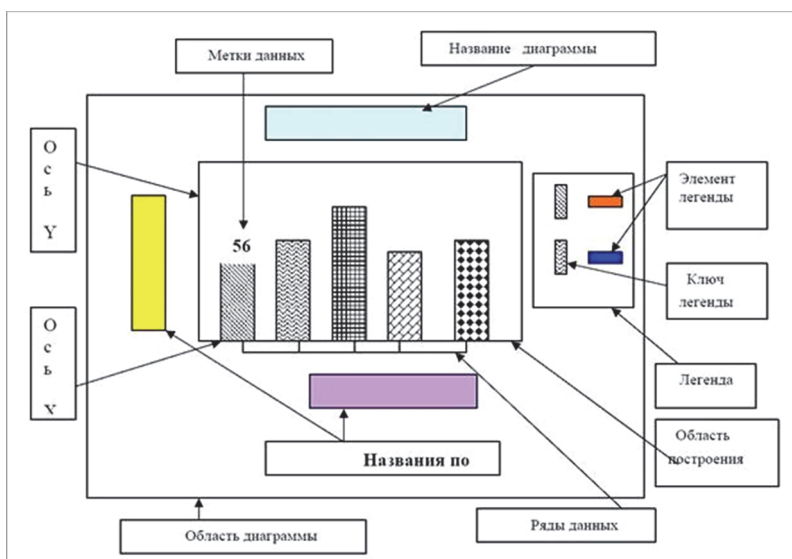 Метки данных
Название диаграммы
О
с
ь
Y
Элемент
легенды
56
Ключ
легенды
О
с
ь
X
Легенда
Область
построения
Названия по
Область диаграммы
Ряды данных